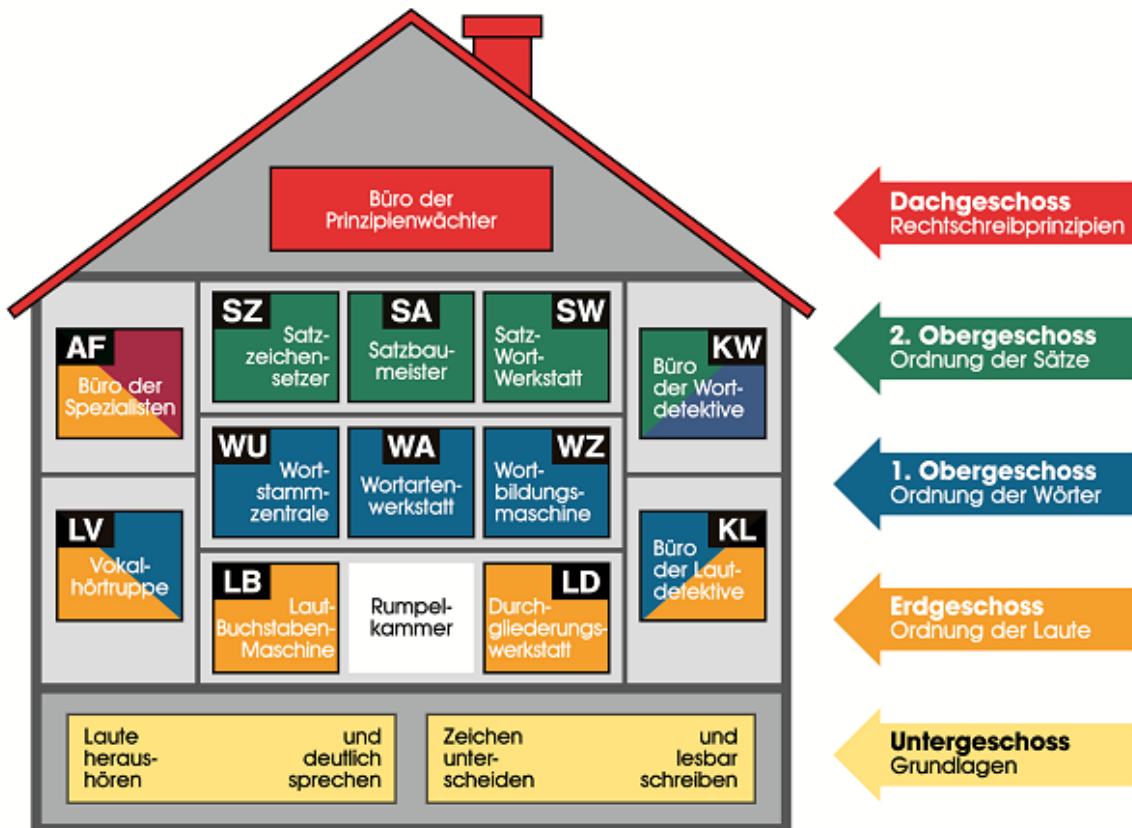 Büro der
Prinzipienwächter
Dachgeschoss
Rechtschreibprinzipien
AF
Büro der
Spezialisten
SZ
Satz-
zeichen-
setzer
SA
Satzbau-
meister
SW
Satz-
Wort-
Werkstatt
KW
Büro
der Wort-
detektive
2. Obergeschoss
Ordnung der Sätze
WU
Wort-
stamm-
zentrale
WA
Wortarten-
werkstatt
WZ
Wort-
bildungs-
maschine
1. Obergeschoss
Ordnung der Wörter
LV
Vokal-
hörtruppe
LB
Laut-
Buchstaben-
Maschine
Rumpel-
kammer
LD
Durch-
gliederungs-
werkstatt
KL
Büro
der Laut-
detektive
Erdgeschoss
Ordnung der Laute
Laute und
heraus- deutlich
hören sprechen
Zeichen und
unter- lesbar
scheiden schreiben
Untergeschoss
Grundlagen